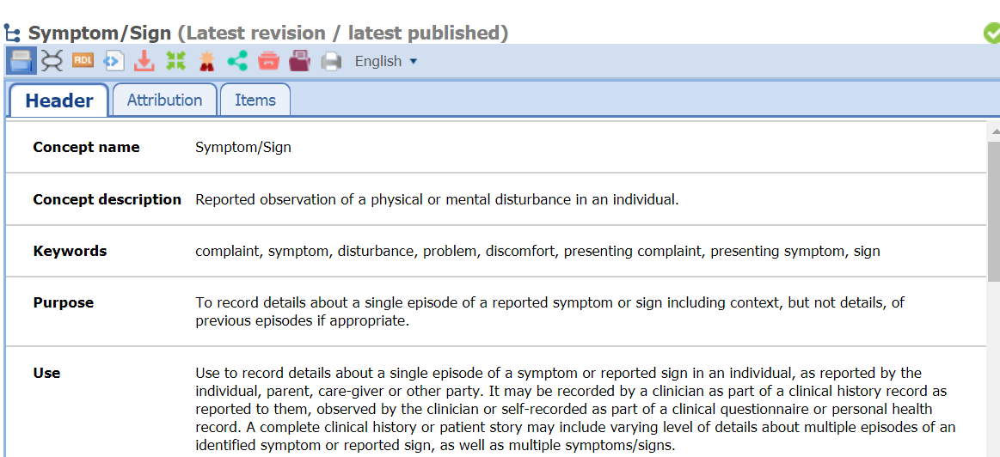 Symptom/Sign (Latest revision / latest published)
ADL English
Header Attribution Items
Concept name Symptom/Sign
Concept description Reported observation of a physical or mental disturbance in an individual.
Keywords complaint, symptom, disturbance, problem, discomfort, presenting complaint, presenting symptom, sign
Purpose To record details about a single episode of a reported symptom or sign including context, but not details, of
previous episodes if appropriate.
Use Use to record details about a single episode of a symptom or reported sign in an individual, as reported by the
individual, parent, care-giver or other party. It may be recorded by a clinician as part of a clinical history record as
reported to them, observed by the clinician or self-recorded as part of a clinical questionnaire or personal health
record. A complete clinical history or patient story may include varying level of details about multiple episodes of an
identified symptom or reported sign, as well as multiple symptoms/signs.